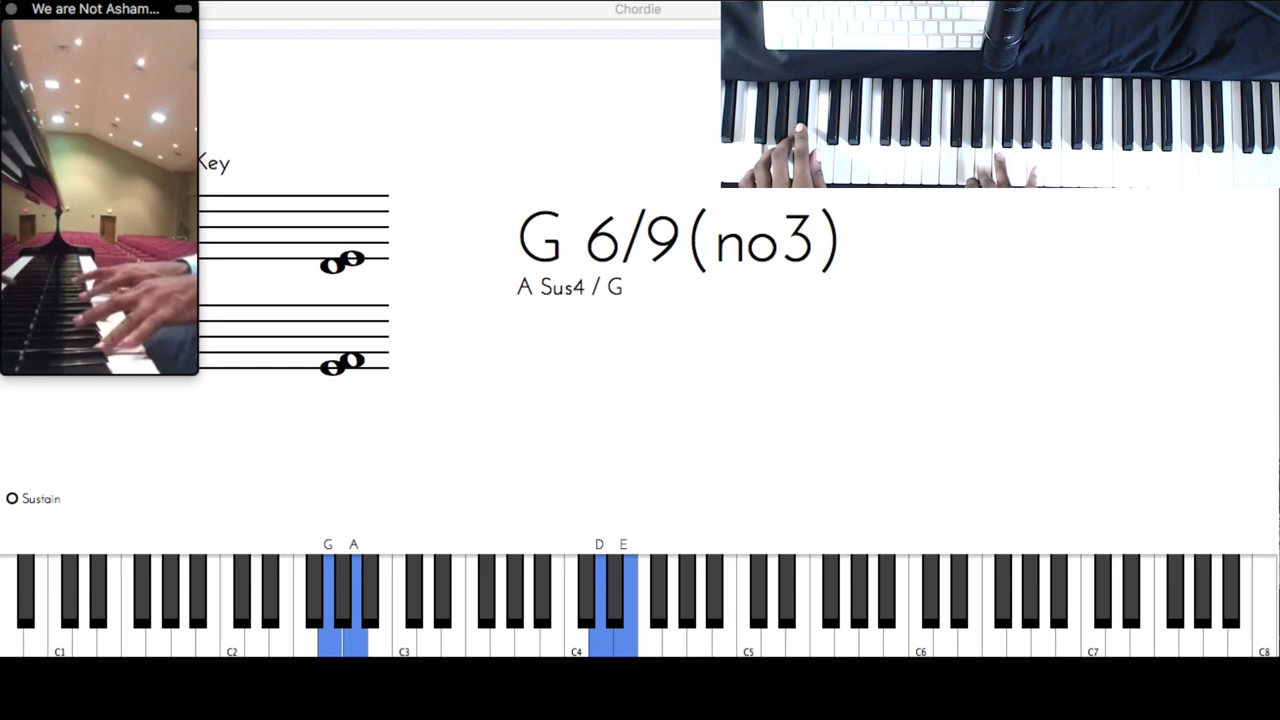 We are Not Asham...
Chordie
Key
G 6/9(no3)
A Sus4 / G
Sustain
G A D E
C1 C2 C3 C4 C5 C6 C7 C8